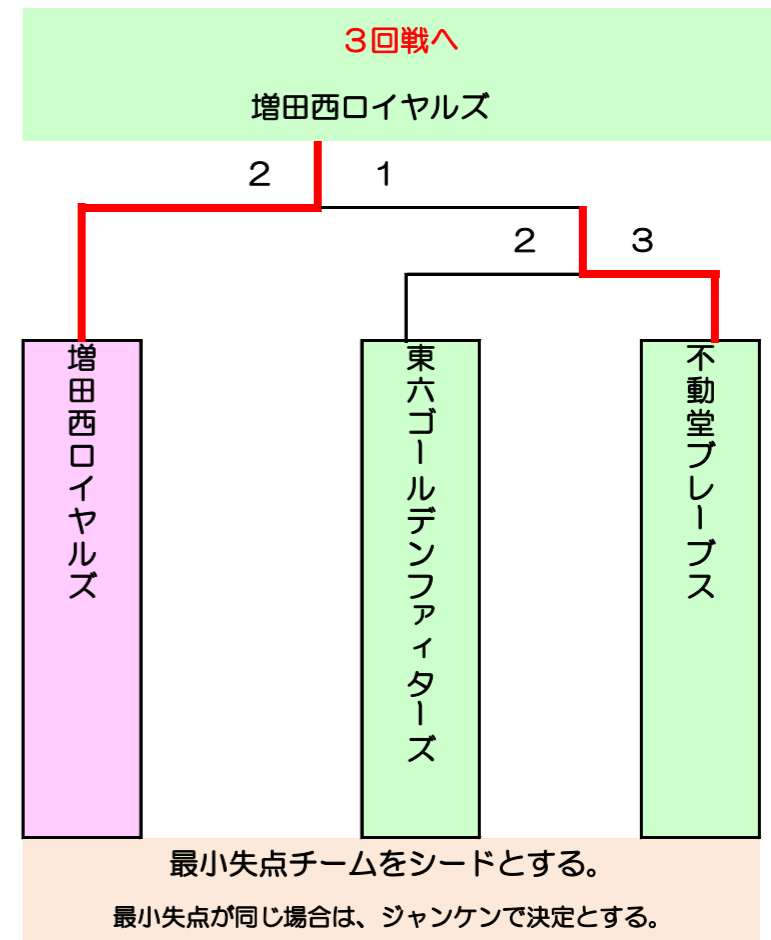 ３回戦へ
増田西ロイヤルズ
２ １
２ ３
増田西ロイヤルズ
東六ゴールデンファイターズ
不動堂ブレーブス
最小失点チームをシードとする。
最小失点が同じ場合は、ジャンケンで決定とする。